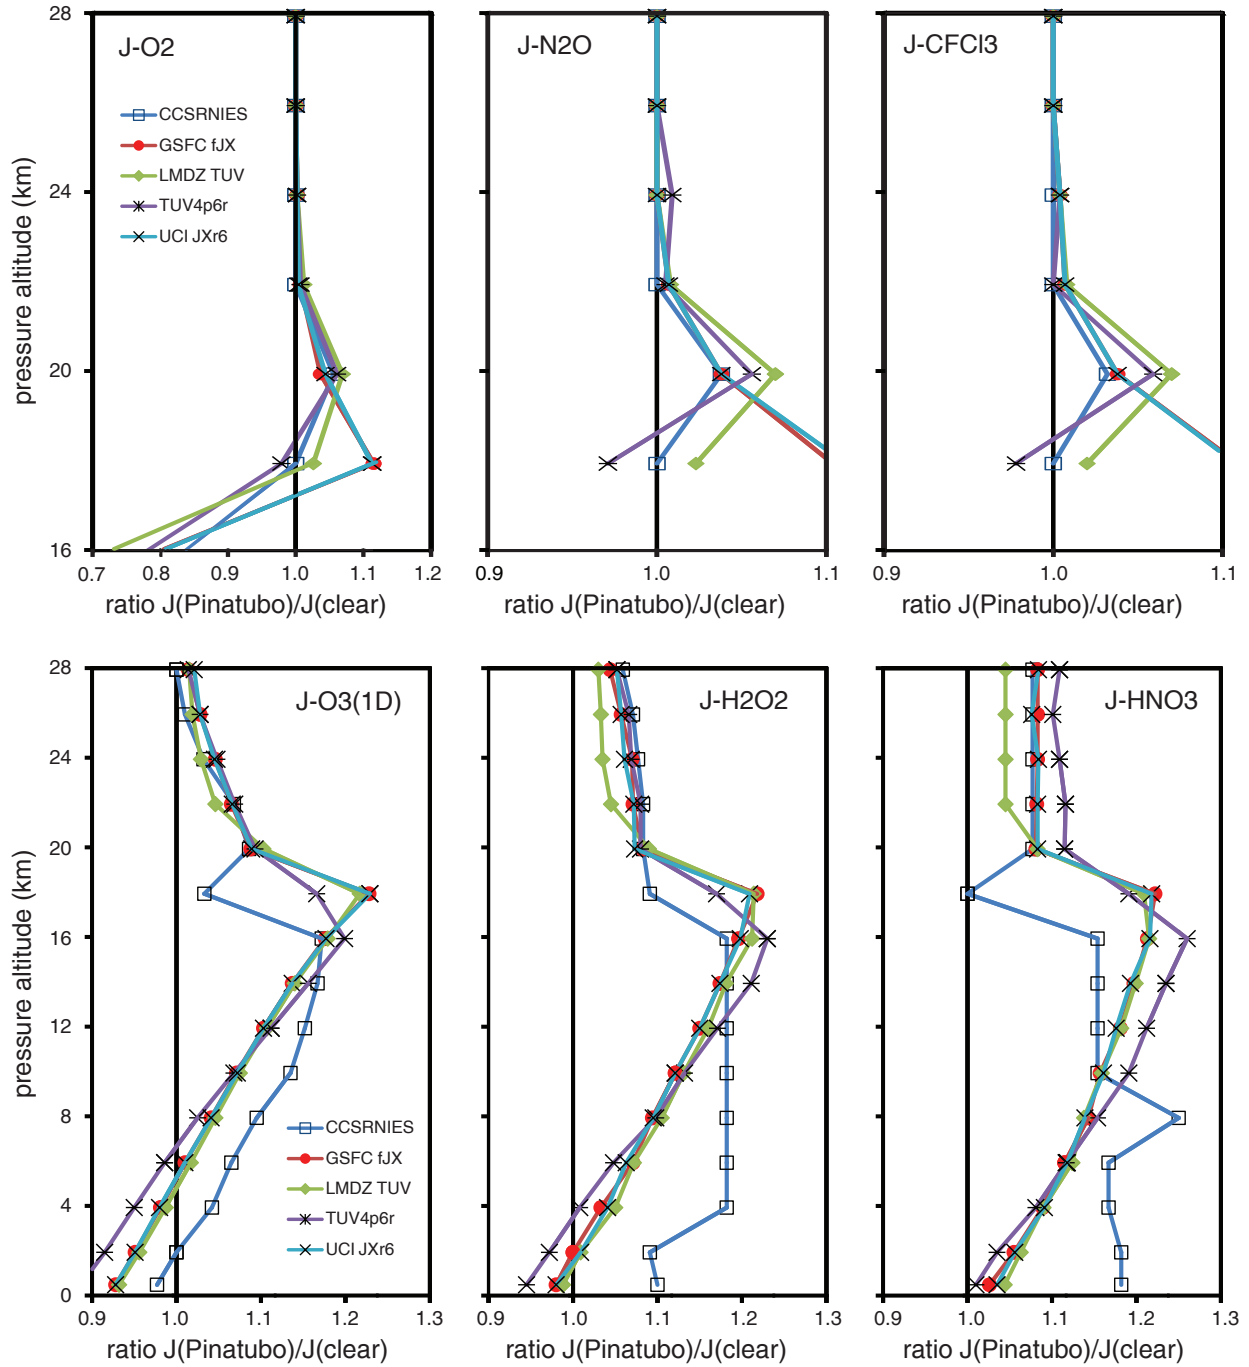 28
24
20
16
pressure altitude (km)
J-O2
CCSRNIES
GSFC fJX
LMDZ TUV
TUV4p6r
UCI JXr6
0.7 0.8 0.9 1.0 1.1 1.2
ratio J(Pinatubo)/J(clear)
J-N2O
0.9 1.0 1.1
ratio J(Pinatubo)/J(clear)
J-CFCl3
0.9 1.0 1.1
ratio J(Pinatubo)/J(clear)
28
24
20
16
12
8
4
0
pressure altitude (km)
J-O3(1D)
CCSRNIES
GSFC fJX
LMDZ TUV
TUV4p6r
UCI JXr6
0.9 1.0 1.1 1.2 1.3
ratio J(Pinatubo)/J(clear)
J-H2O2
0.9 1.0 1.1 1.2 1.3
ratio J(Pinatubo)/J(clear)
J-HNO3
0.9 1.0 1.1 1.2 1.3
ratio J(Pinatubo)/J(clear)